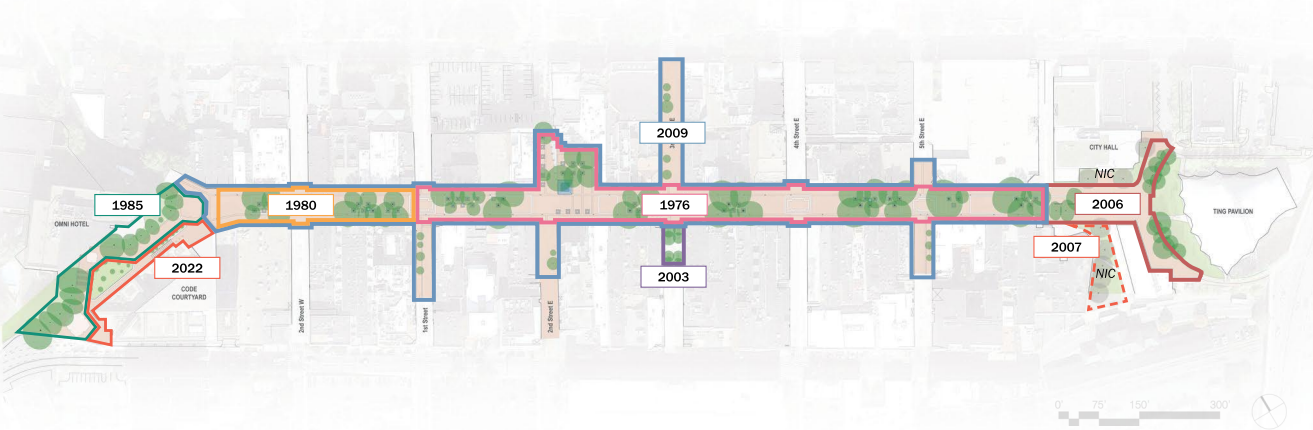 2009
4th Street E
5th Street E
CITY HALL
NIC
1985
1980
1976
2006
OMNI HOTEL
TING PAVILION
2022
2007
NIC
2003
CODE
COURTYARD
2nd Street W
1st Street
2nd Street E
0' 75' 150' 300'